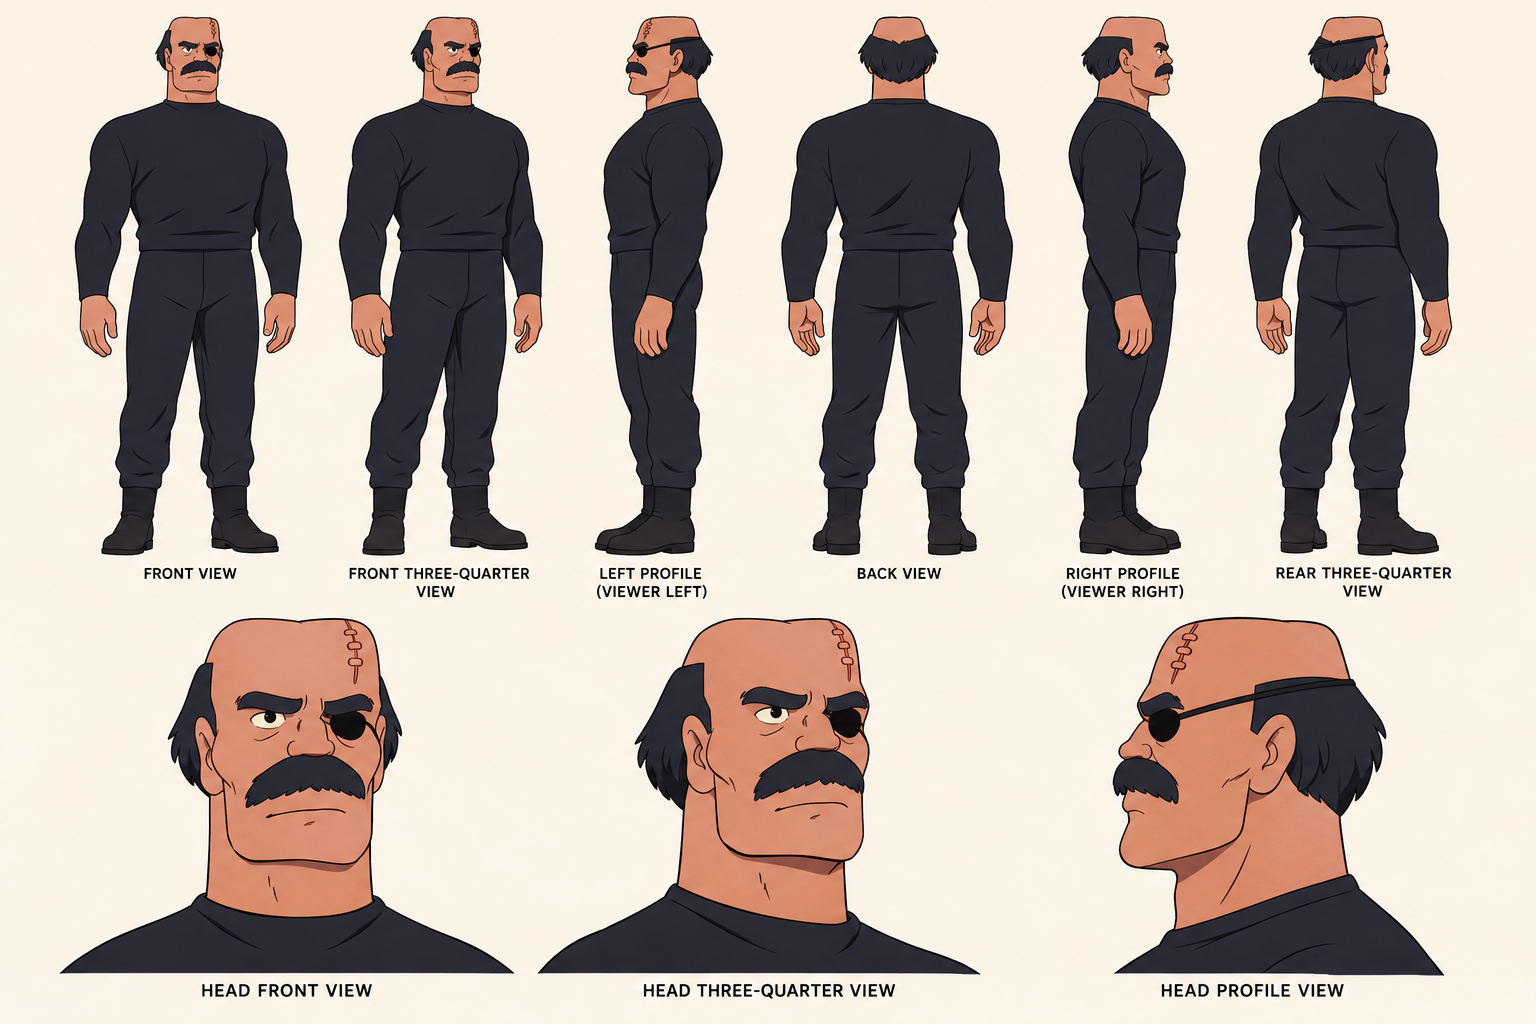 FRONT VIEW
FRONT THREE-QUARTER
VIEW
LEFT PROFILE
(VIEWER LEFT)
BACK VIEW
RIGHT PROFILE
(VIEWER RIGHT)
REAR THREE-QUARTER
VIEW
HEAD FRONT VIEW
HEAD THREE-QUARTER VIEW
HEAD PROFILE VIEW